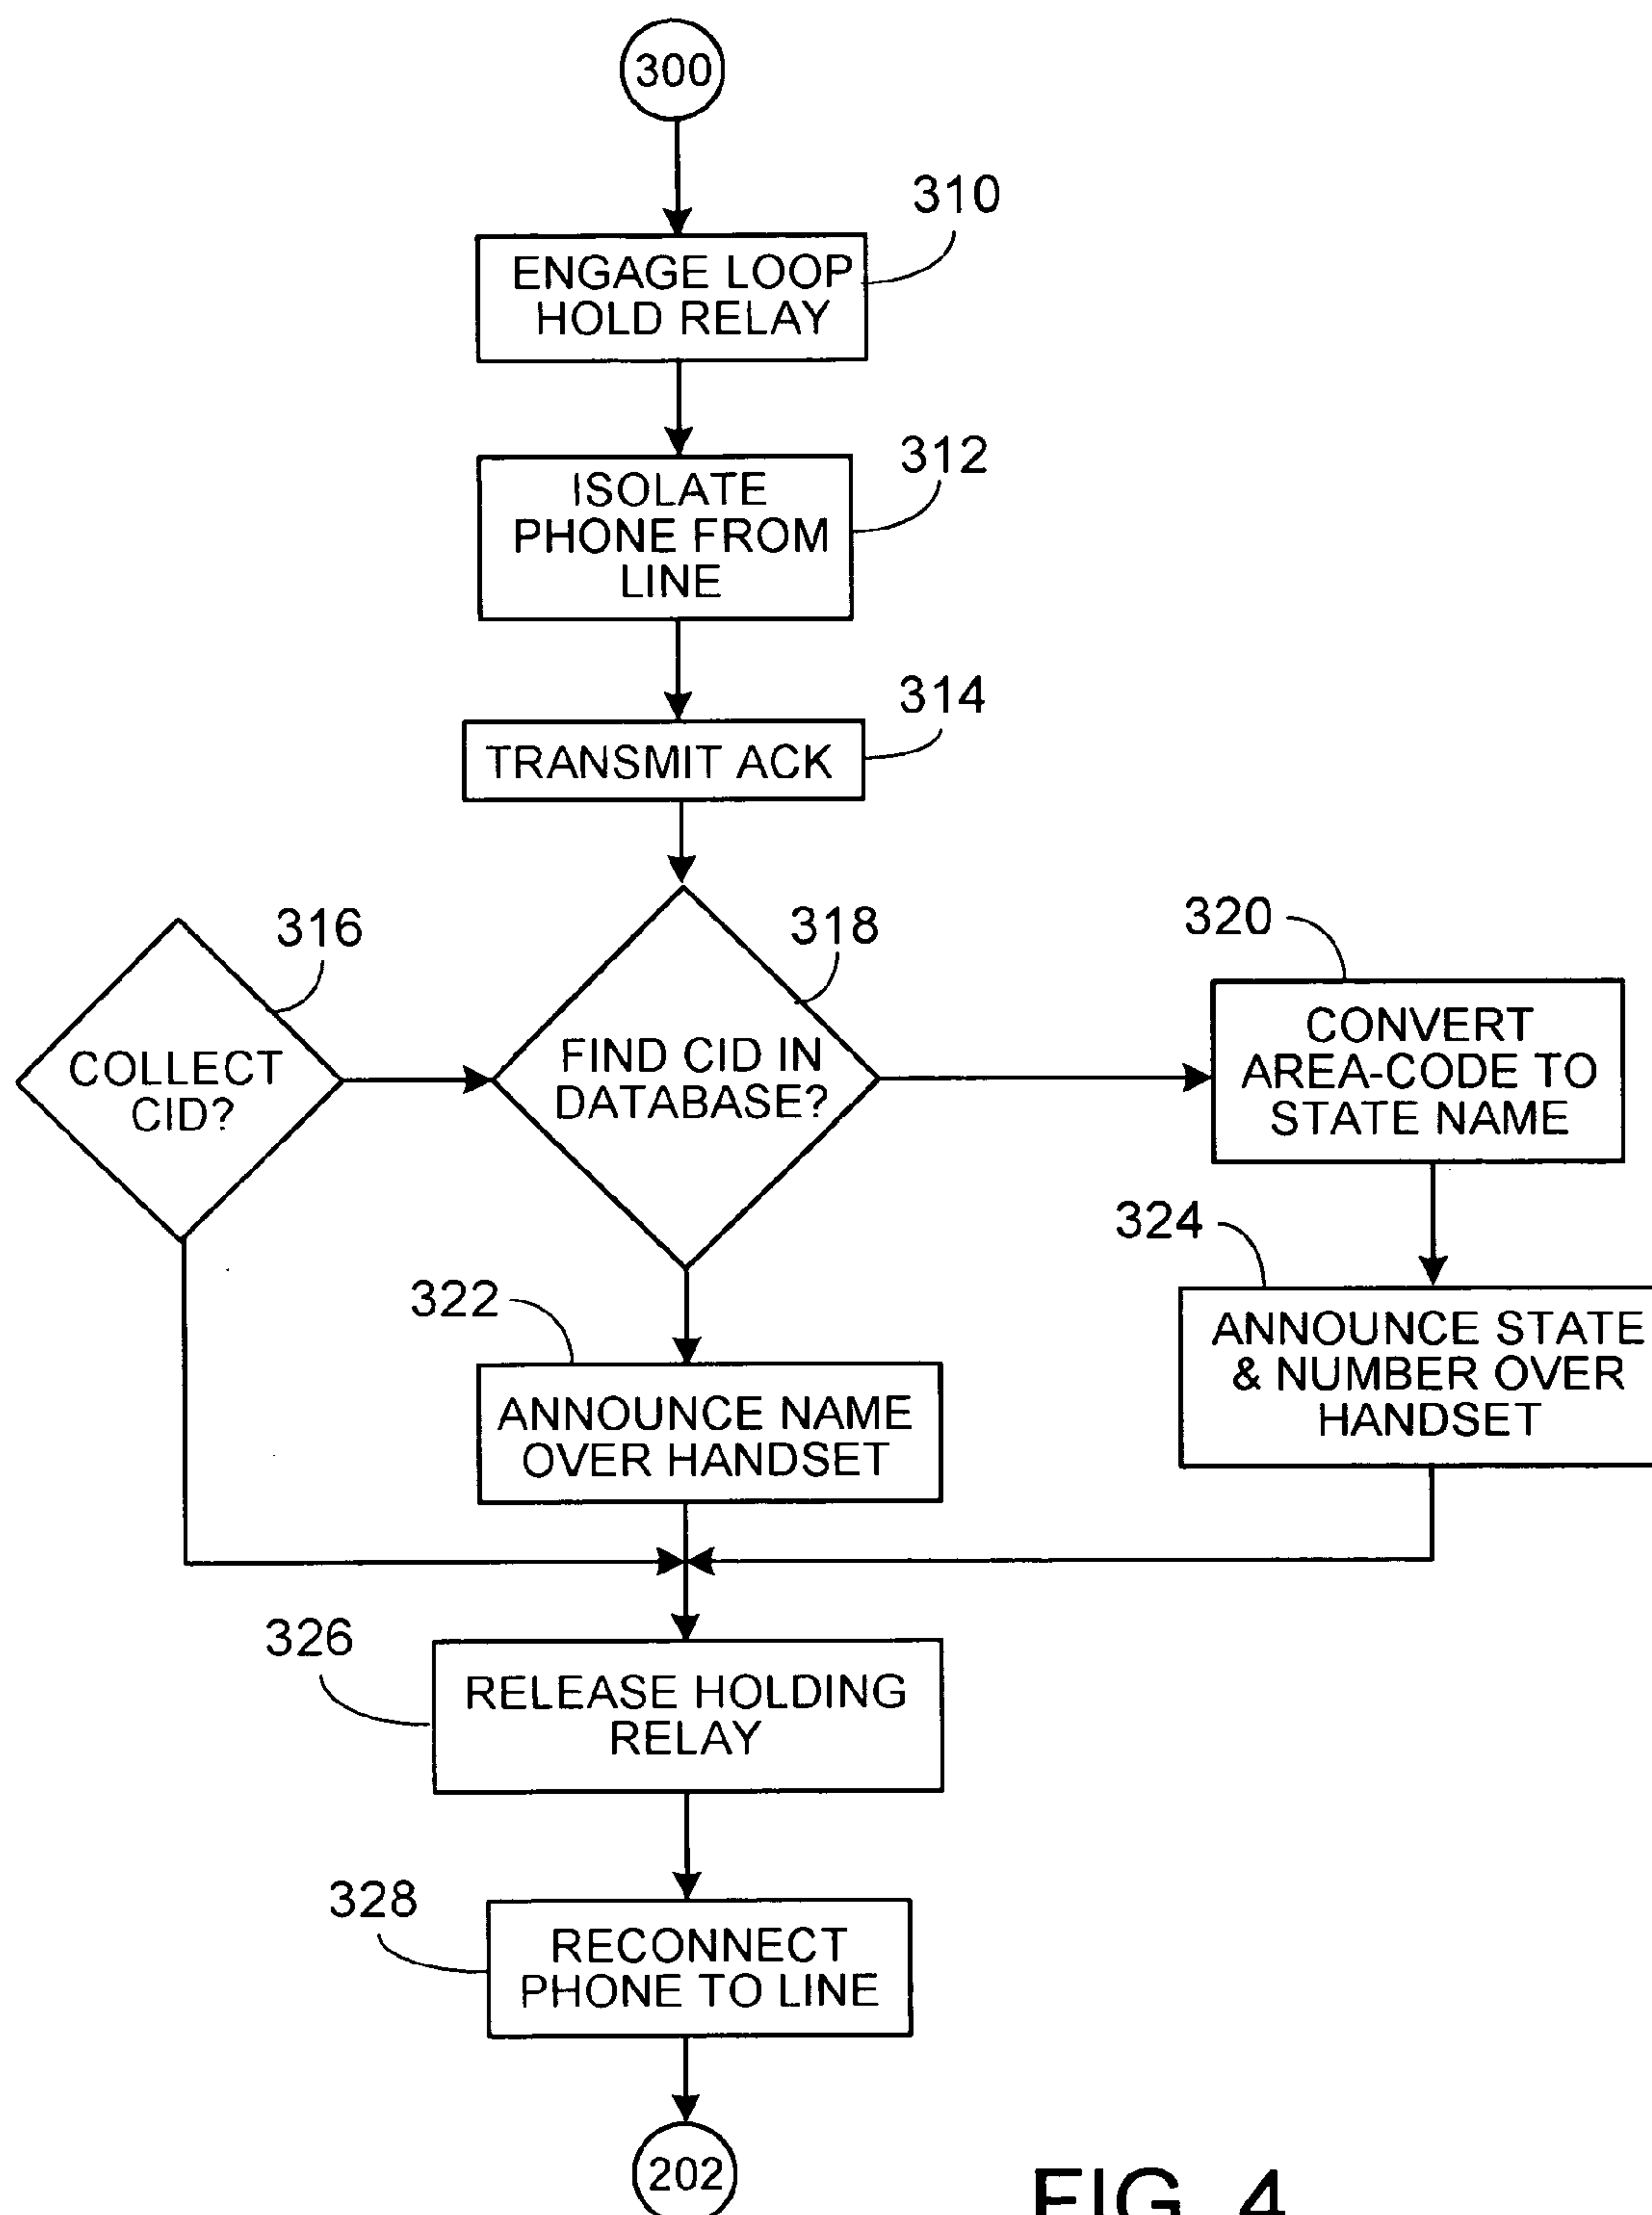 300
310
ENGAGE LOOP
HOLD RELAY
312
ISOLATE
PHONE FROM
LINE
314
TRANSMIT ACK
316
COLLECT
CID?
318
FIND CID IN
DATABASE?
320
CONVERT
AREA-CODE TO
STATE NAME
322
ANNOUNCE NAME
OVER HANDSET
324
ANNOUNCE STATE
& NUMBER OVER
HANDSET
326
RELEASE HOLDING
RELAY
328
RECONNECT
PHONE TO LINE
202
FIG. 4